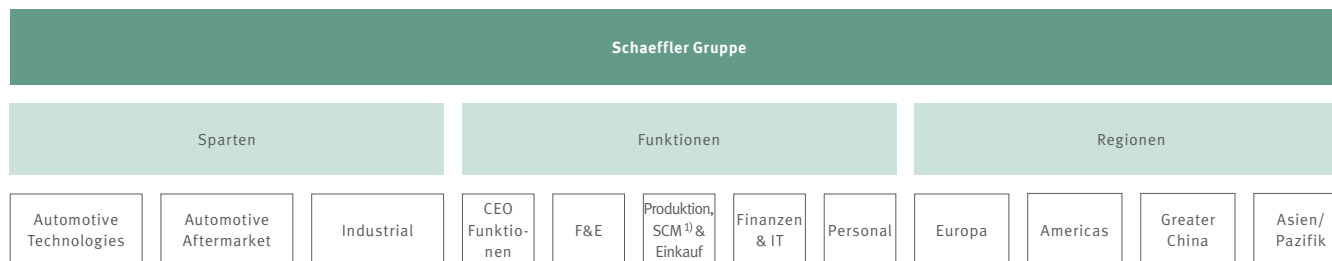 Schaeffler Gruppe
Sparten
Funktionen
Regionen
Automotive
Technologies
Automotive
Aftermarket
Industrial
CEO
Funktio-
nen
F&E
Produktion,
SCM 1) &
Einkauf
Finanzen
& IT
Personal
Europa
Americas
Greater
China
Asien/
Pazifik